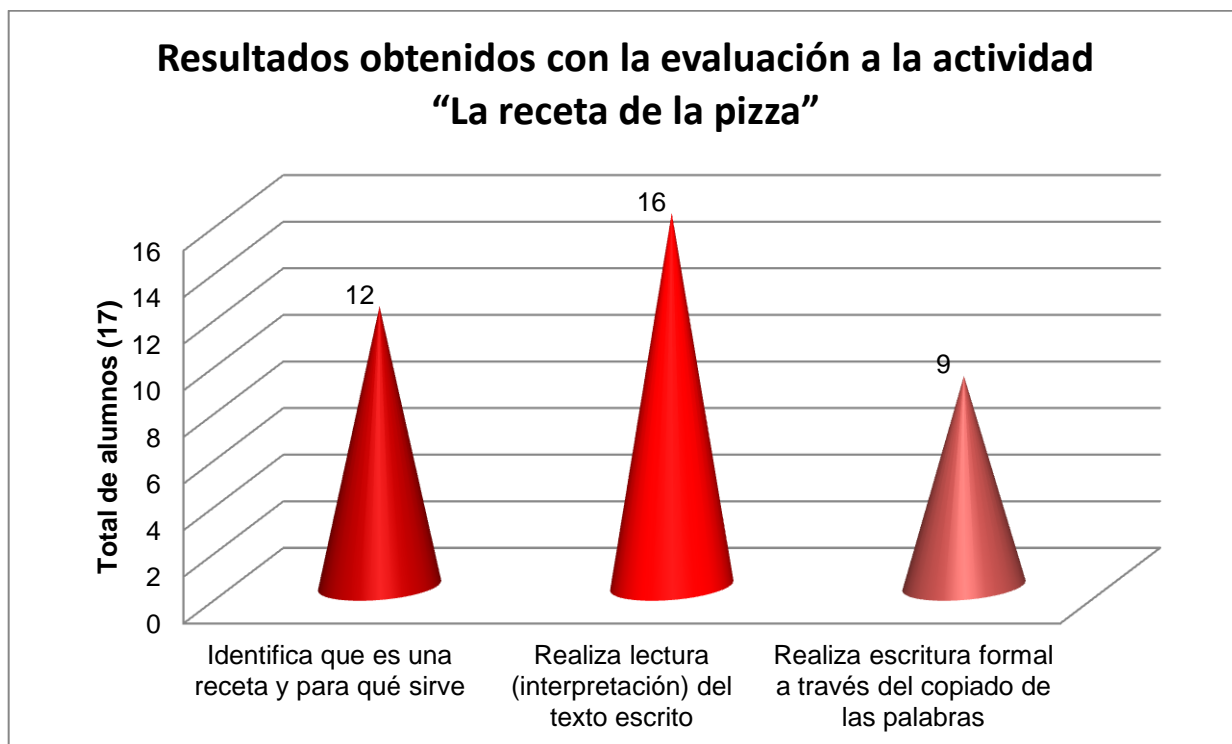 Resultados obtenidos con la evaluación a la actividad
“La receta de la pizza”
16
16
14
12
12
10
9
8
6
4
2
0
Total de alumnos (17)
Identifica que es una
receta y para qué sirve
Realiza lectura
(interpretación) del
texto escrito
Realiza escritura formal
a través del copiado de
las palabras